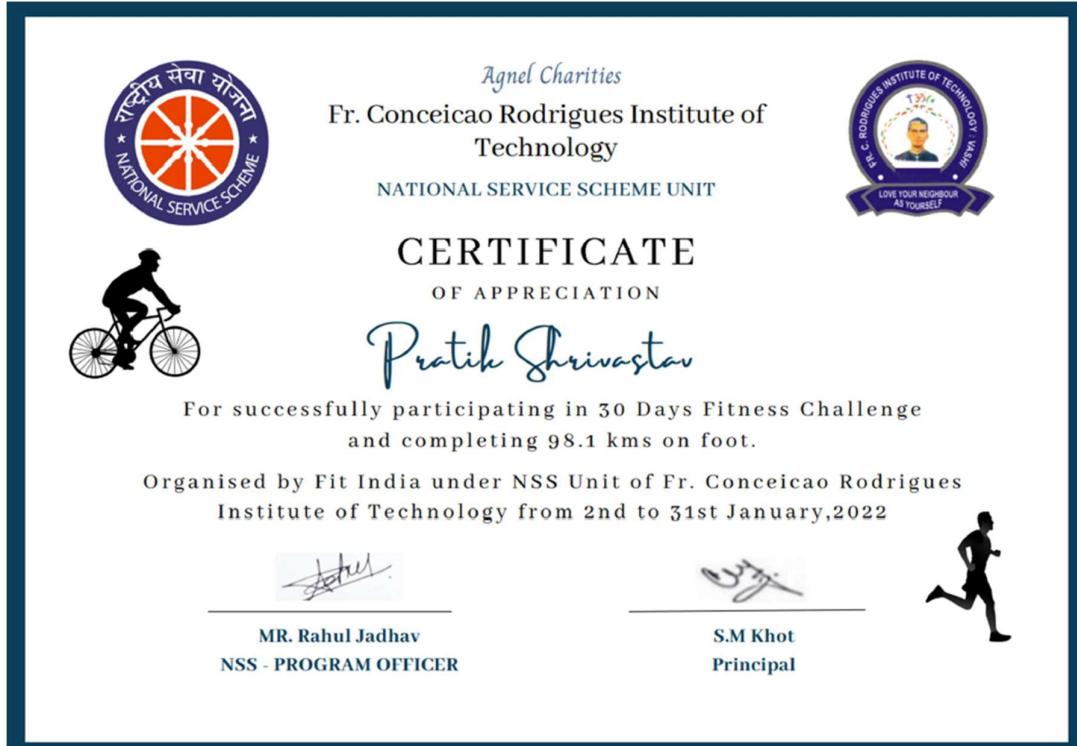 राष्ट्रीय सेवा योजना
NATIONAL SERVICE SCHEME
Agnel Charities
Fr. Conceicao Rodrigues Institute of
Technology
NATIONAL SERVICE SCHEME UNIT
FR. C. RODRIGUES INSTITUTE OF TECHNOLOGY : VASHI
LOVE YOUR NEIGHBOUR
AS YOURSELF
CERTIFICATE
OF APPRECIATION
Pratik Shrivastav
For successfully participating in 30 Days Fitness Challenge
and completing 98.1 kms on foot.
Organised by Fit India under NSS Unit of Fr. Conceicao Rodrigues
Institute of Technology from 2nd to 31st January,2022
MR. Rahul Jadhav
NSS - PROGRAM OFFICER
S.M Khot
Principal